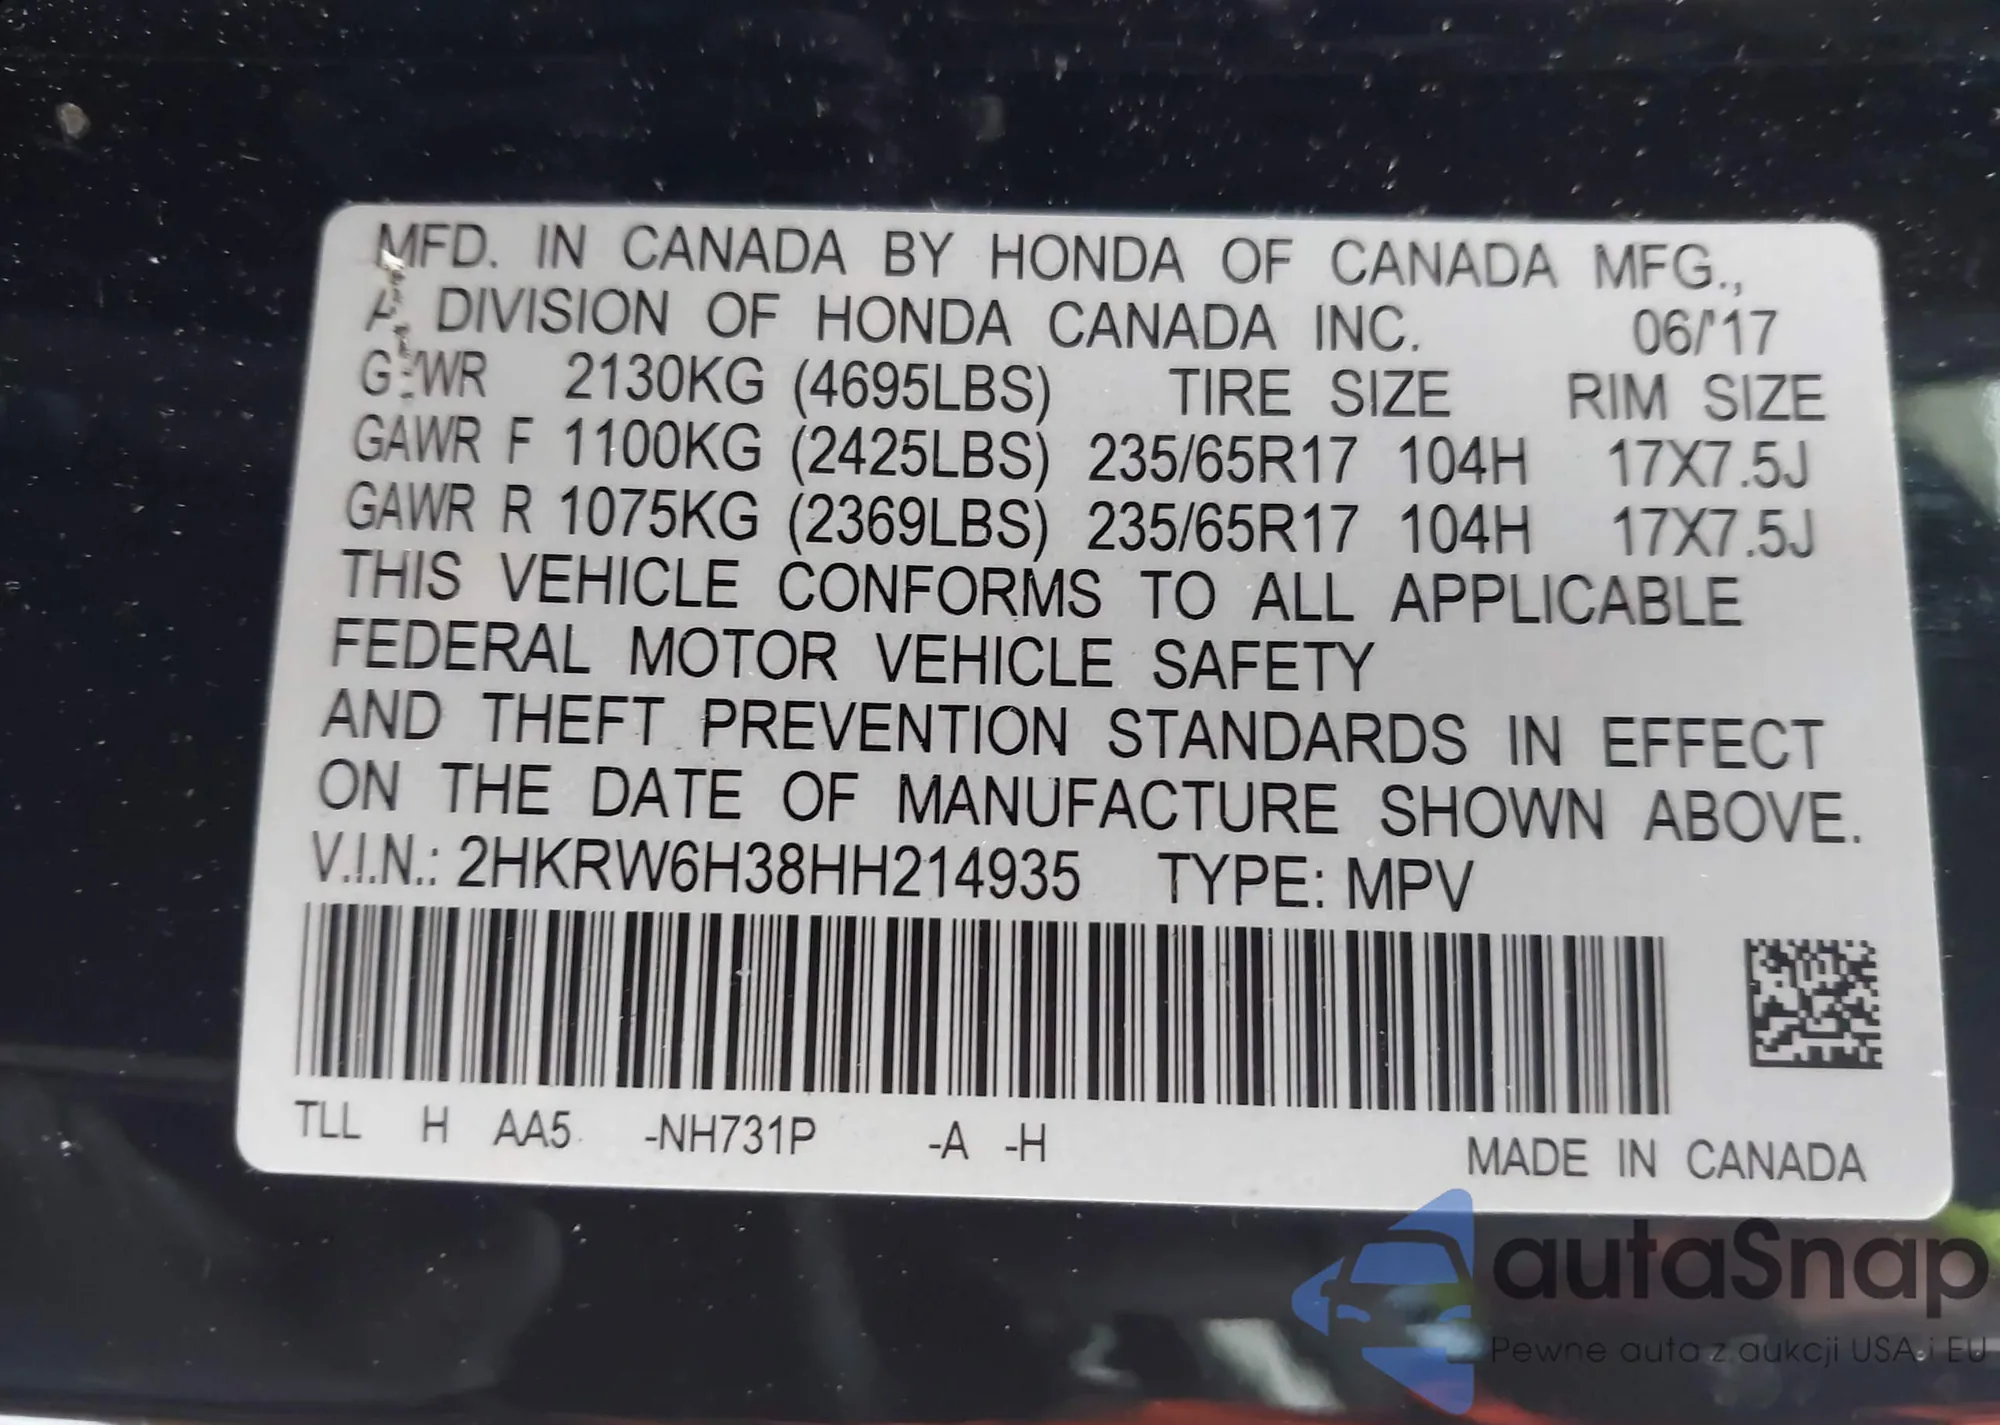 MFD. IN CANADA BY HONDA OF CANADA MFG.,
A DIVISION OF HONDA CANADA INC. 06/'17
GVWR 2130KG (4695LBS) TIRE SIZE RIM SIZE
GAWR F 1100KG (2425LBS) 235/65R17 104H 17X7.5J
GAWR R 1075KG (2369LBS) 235/65R17 104H 17X7.5J
THIS VEHICLE CONFORMS TO ALL APPLICABLE
FEDERAL MOTOR VEHICLE SAFETY
AND THEFT PREVENTION STANDARDS IN EFFECT
ON THE DATE OF MANUFACTURE SHOWN ABOVE.
V.I.N.: 2HKRW6H38HH214935 TYPE: MPV
TLL H AA5 -NH731P -A -H
MADE IN CANADA
autaSnap
Pewne auta z aukcji USA i EU